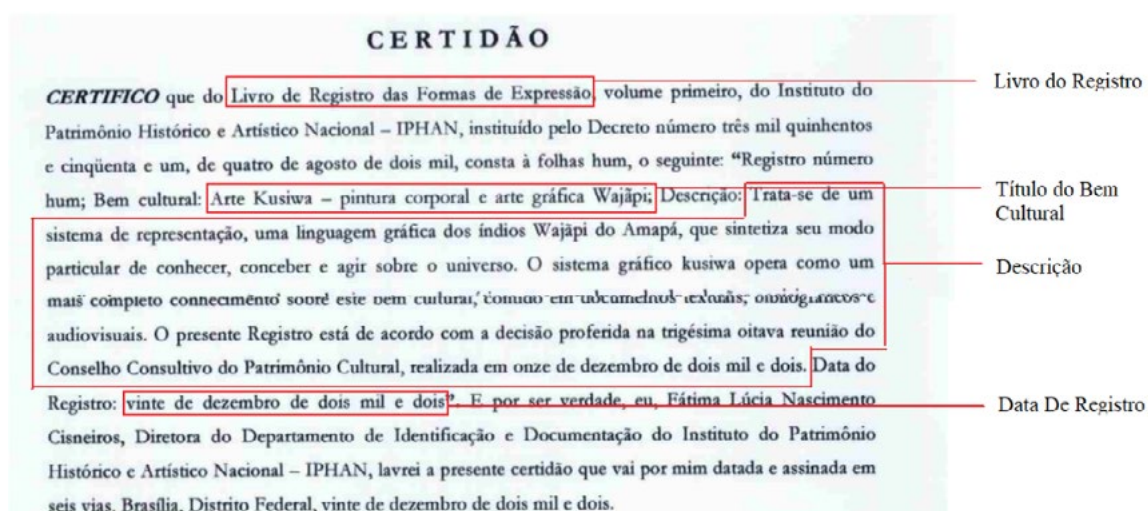 CERTIDÃO
CERTIFICO que do Livro de Registro das Formas de Expressão, volume primeiro, do Instituto do
Livro do Registro
Patrimônio Histórico e Artístico Nacional – IPHAN, instituído pelo Decreto número três mil quinhentos
e cinqüenta e um, de quatro de agosto de dois mil, consta à folhas hum, o seguinte: “Registro número
hum; Bem cultural: Arte Kusiwa – pintura corporal e arte gráfica Wajãpi; Descrição: Trata-se de um
Título do Bem
Cultural
sistema de representação, uma linguagem gráfica dos índios Wajãpi do Amapá, que sintetiza seu modo
particular de conhecer, conceber e agir sobre o universo. O sistema gráfico kusiwa opera como um
Descrição
mais completo conhecimento sobre este bem cultural,
audiovisuais. O presente Registro está de acordo com a decisão proferida na trigésima oitava reunião do
Conselho Consultivo do Patrimônio Cultural, realizada em onze de dezembro de dois mil e dois. Data do
Registro: vinte de dezembro de dois mil e dois”. E por ser verdade, eu, Fátima Lúcia Nascimento
Data De Registro
Cisneiros, Diretora do Departamento de Identificação e Documentação do Instituto do Patrimônio
Histórico e Artístico Nacional – IPHAN, lavrei a presente certidão que vai por mim datada e assinada em
seis vias. Brasília, Distrito Federal, vinte de dezembro de dois mil e dois.